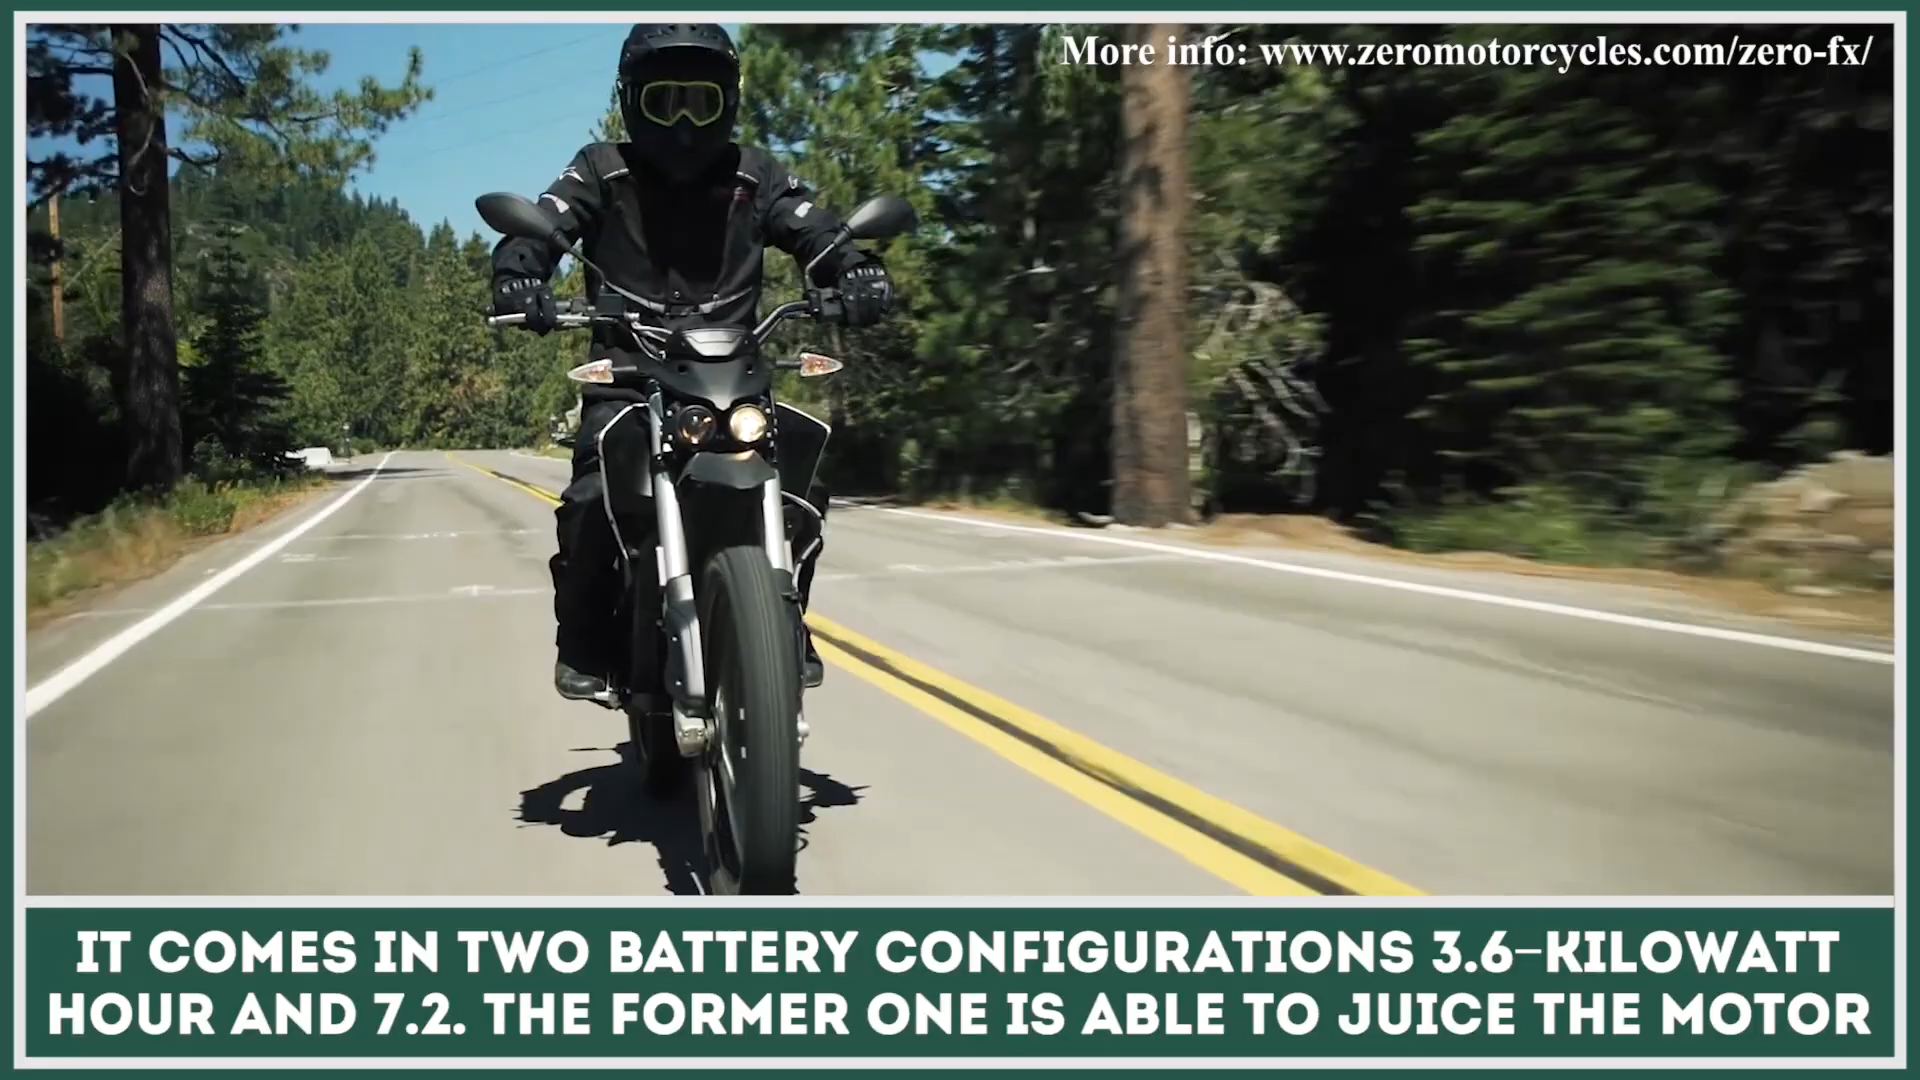 More info: www.zeromotorcycles.com/zero-fx/
IT COMES IN TWO BATTERY CONFIGURATIONS 3.6-KILOWATT
HOUR AND 7.2. THE FORMER ONE IS ABLE TO JUICE THE MOTOR